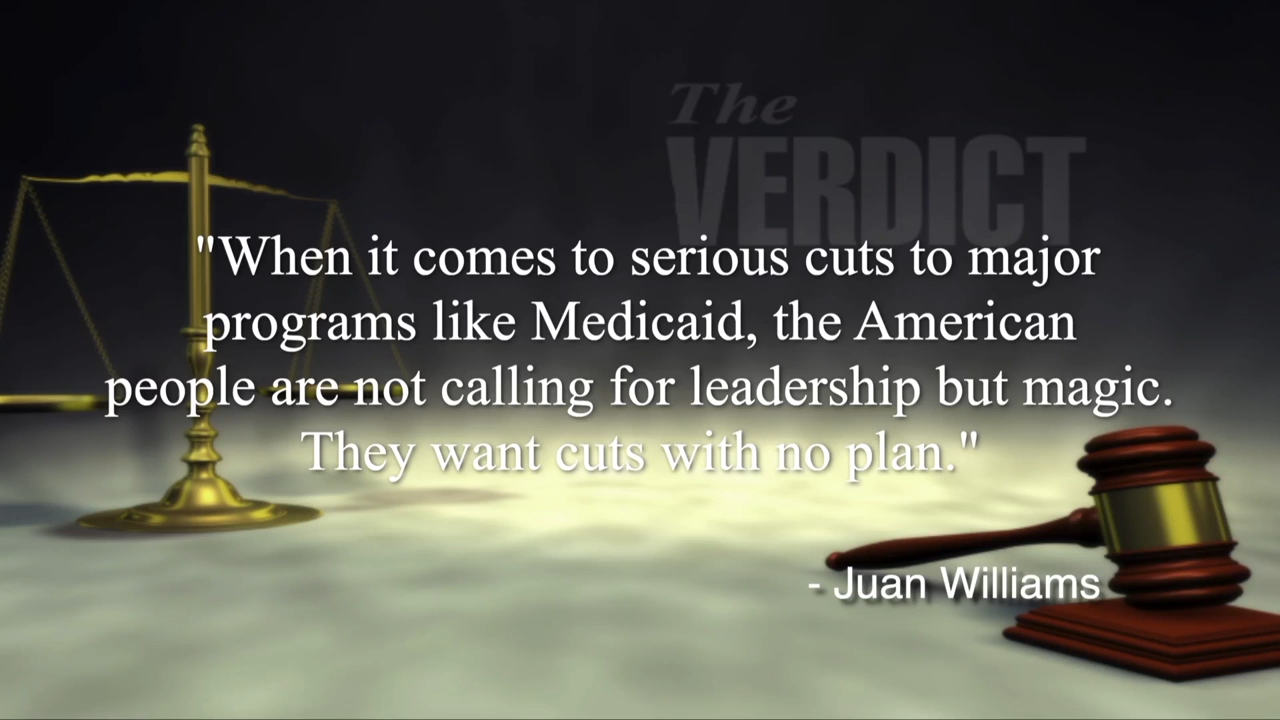 The
VERDICT
"When it comes to serious cuts to major
programs like Medicaid, the American
people are not calling for leadership but magic.
They want cuts with no plan."
- Juan Williams